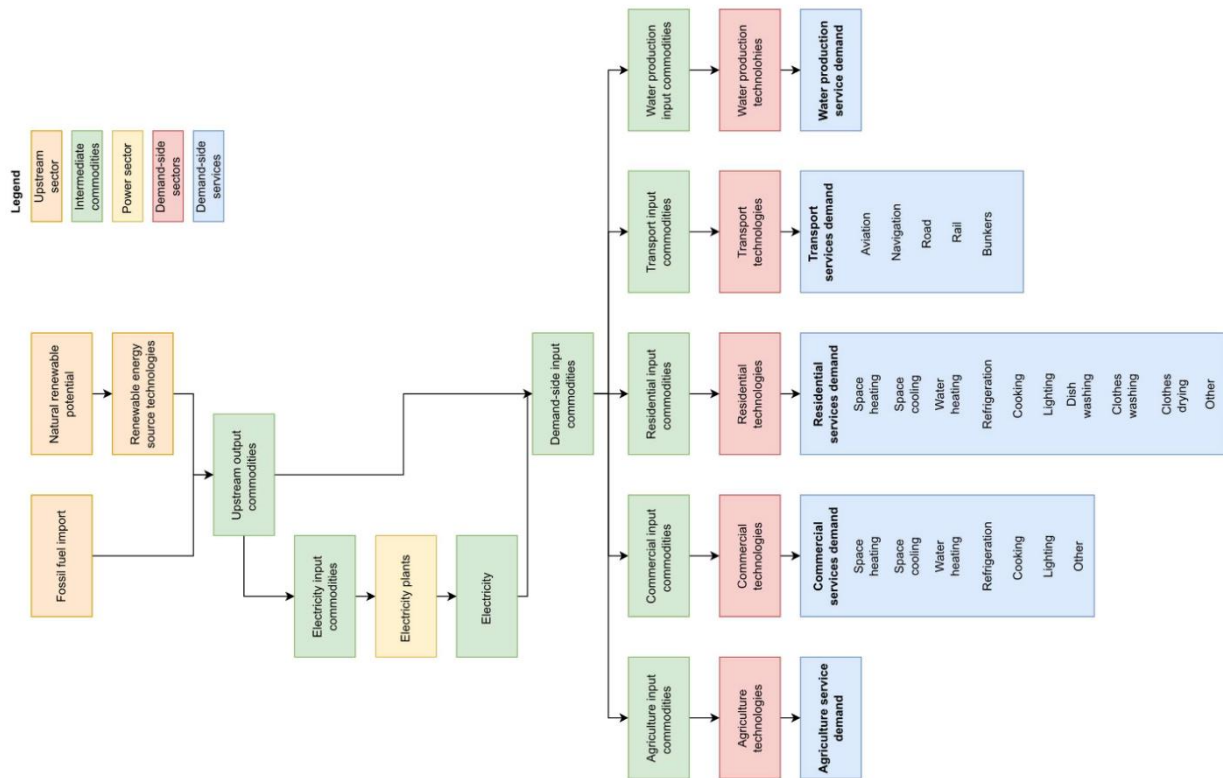 Legend
Upstream
sector
Intermediate
commodities
Power sector
Demand-side
sectors
Demand-side
services
Fossil fuel import
Natural renewable
potential
Renewable energy
source technologies
Upstream output
commodities
Electricity input
commodities
Electricity plants
Electricity
Demand-side input
commodities
Agriculture input
commodities
Commercial input
commodities
Residential input
commodities
Transport input
commodities
Water production
input commodities
Agriculture
technologies
Commercial
technologies
Residential
technologies
Transport
technologies
Water production
technolohies
Agriculture service
demand
Commercial
services demand
Space
heating
Space
cooling
Water
heating
Refrigeration
Cooking
Lighting
Other
Residential
services demand
Space
heating
Space
cooling
Water
heating
Refrigeration
Cooking
Lighting
Dish
washing
Clothes
washing
Clothes
drying
Other
Transport
services demand
Aviation
Navigation
Road
Rail
Bunkers
Water production
service demand